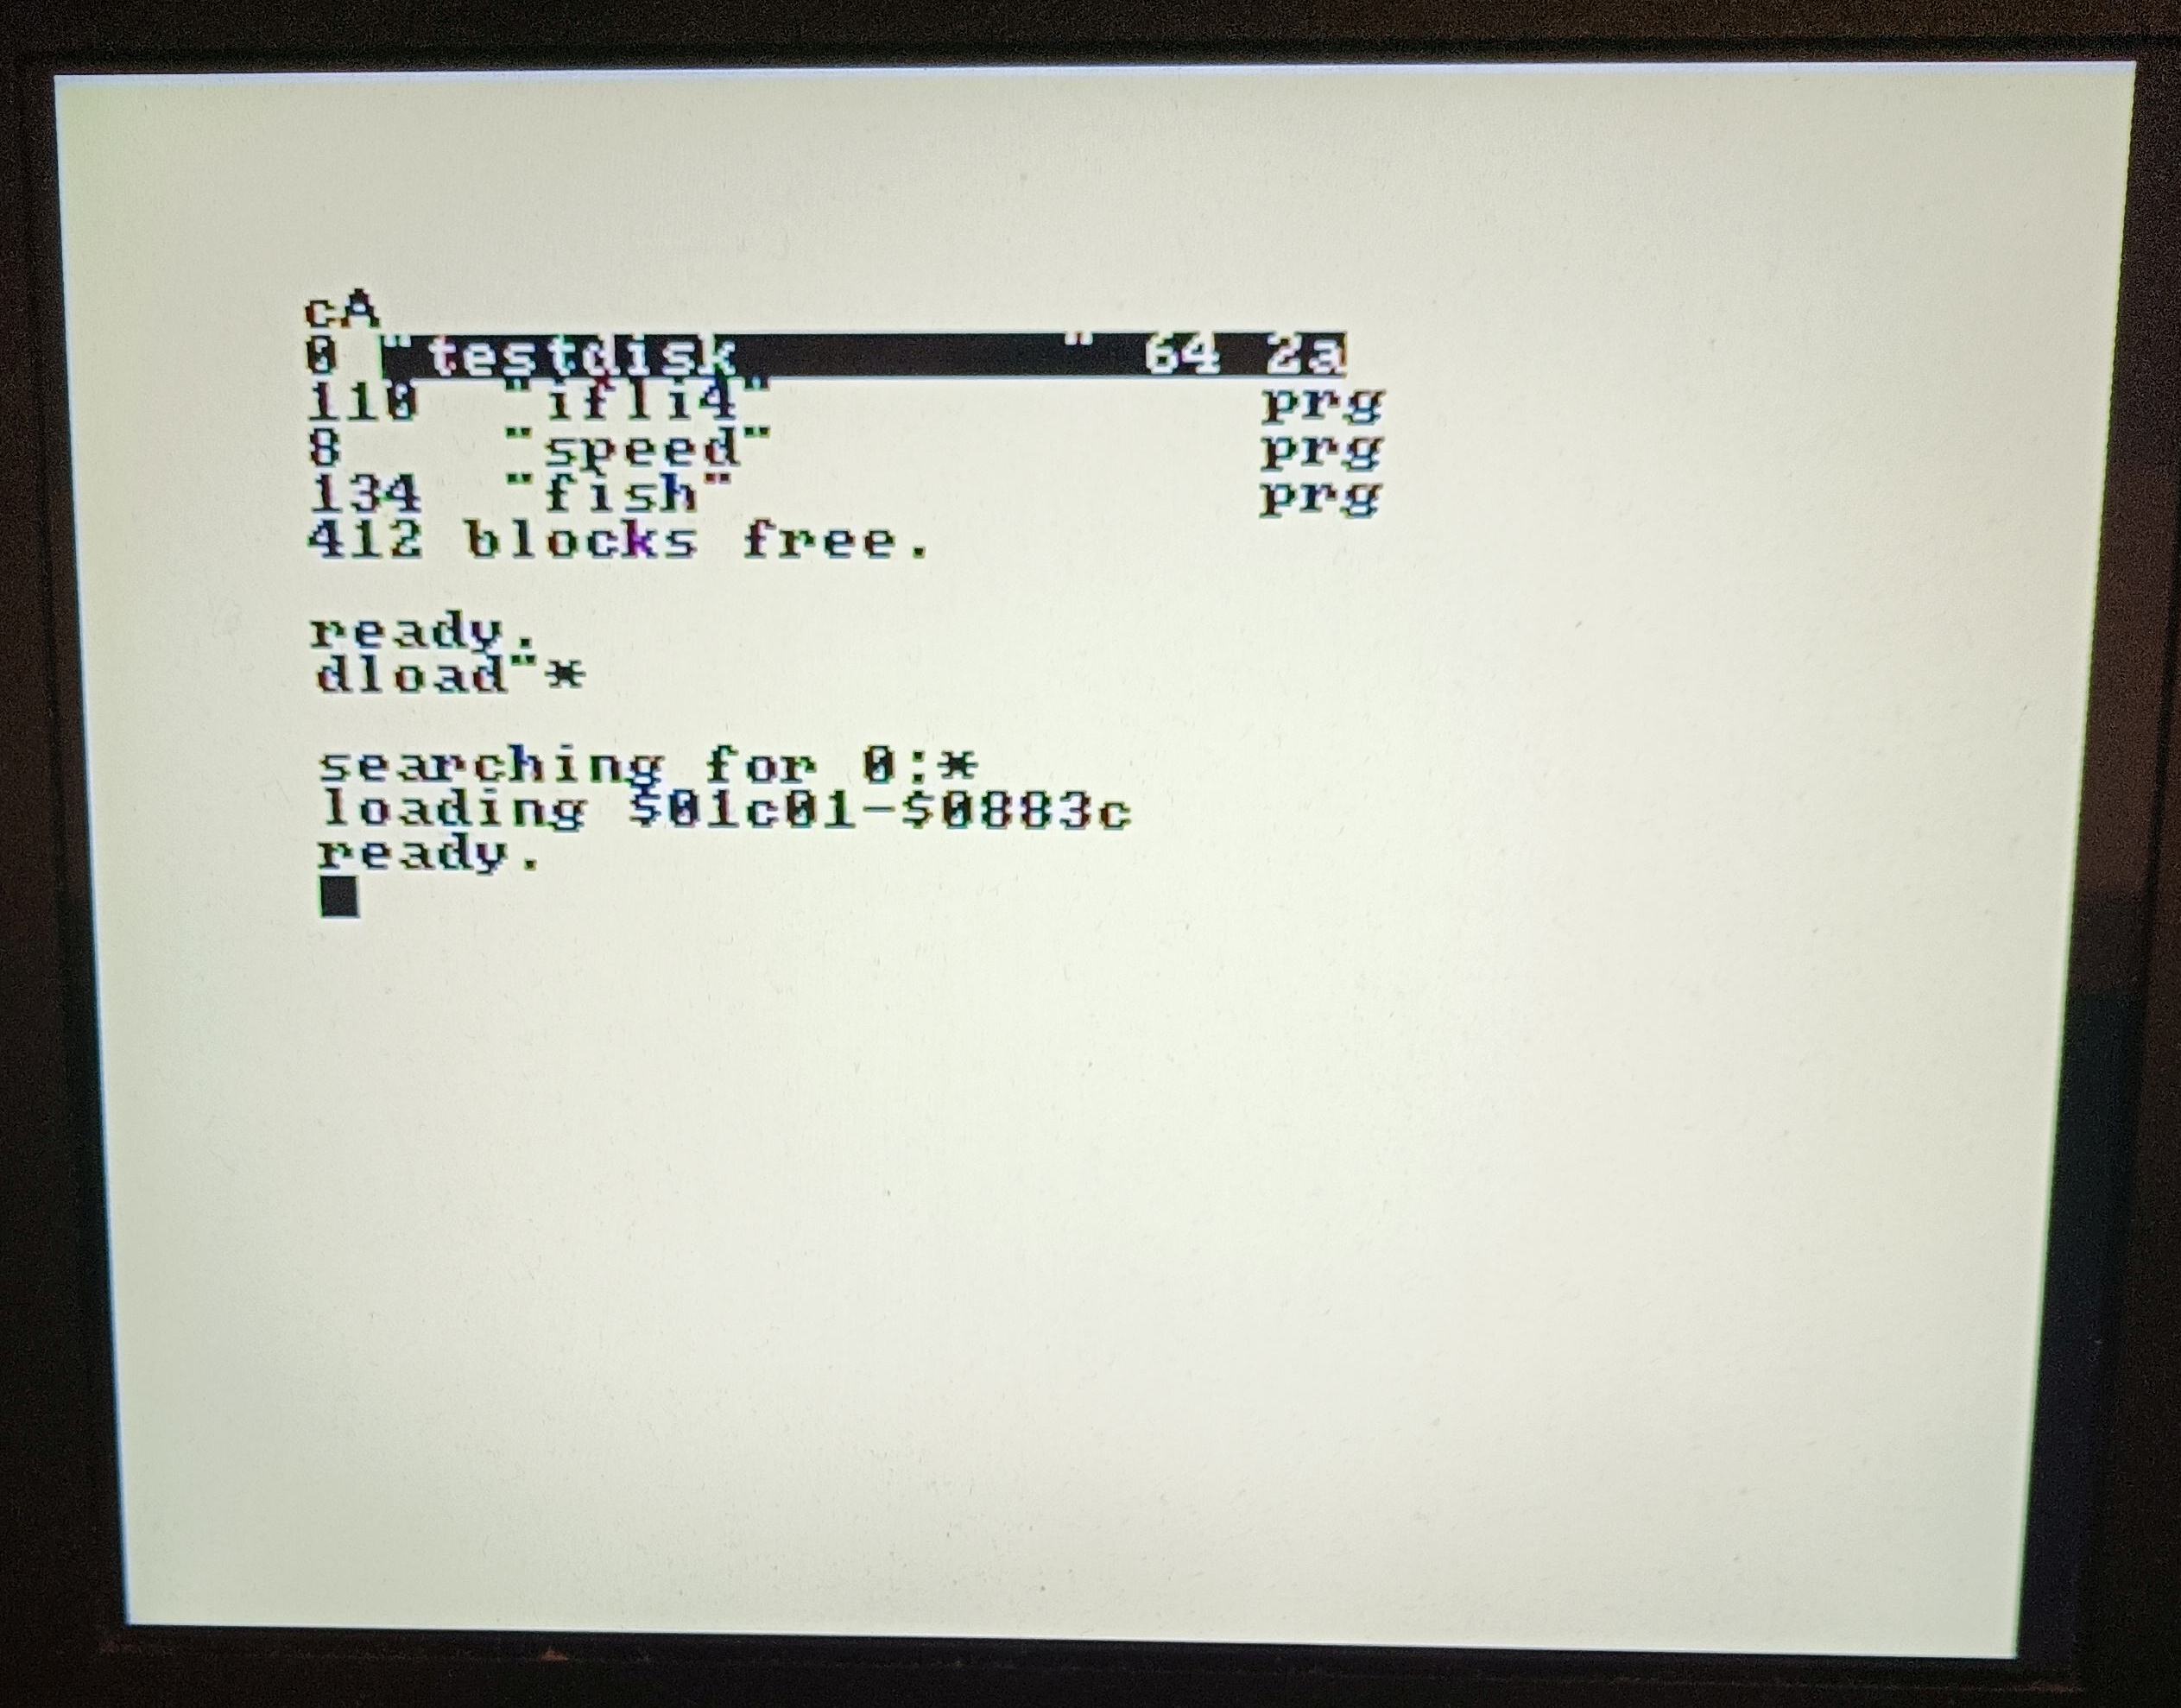 cA
0 "testdisk        " 64 2a
110  "ifli4"             prg
8    "speed"             prg
134  "fish"              prg
412 blocks free.
ready.
dload"*
searching for 0:*
loading $01c01-$0883c
ready.